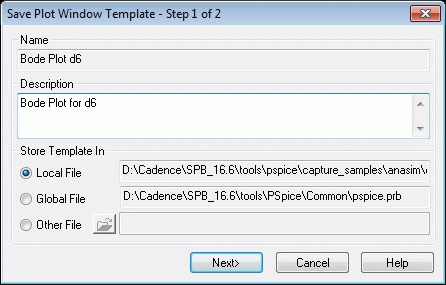 Save Plot Window Template - Step 1 of 2
Name
Bode Plot d6
Description
Bode Plot for d6
Store Template In
Local File
D:\Cadence\SPB_16.6\tools\pspice\capture_samples\anasim\
Global File
D:\Cadence\SPB_16.6\tools\PSpice\Common\pspice.prb
Other File
Next>
Cancel
Help